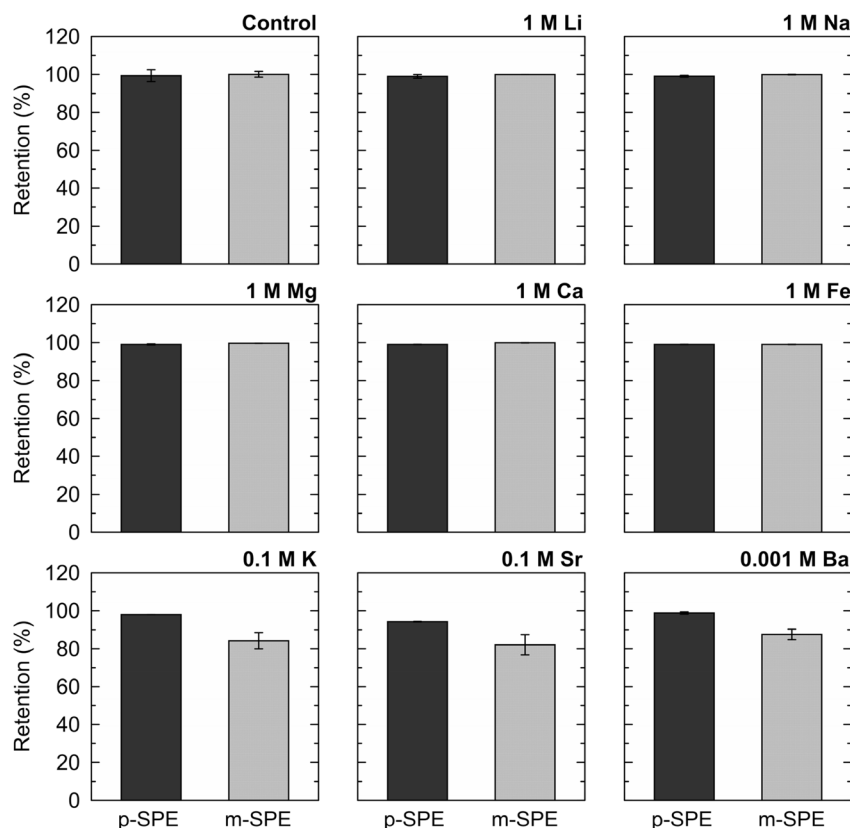 Control
1 M Li
1 M Na
Retention (%)
120
100
80
60
40
20
0
1 M Mg
1 M Ca
1 M Fe
Retention (%)
120
100
80
60
40
20
0
0.1 M K
0.1 M Sr
0.001 M Ba
Retention (%)
120
100
80
60
40
20
0
p-SPE m-SPE p-SPE m-SPE p-SPE m-SPE